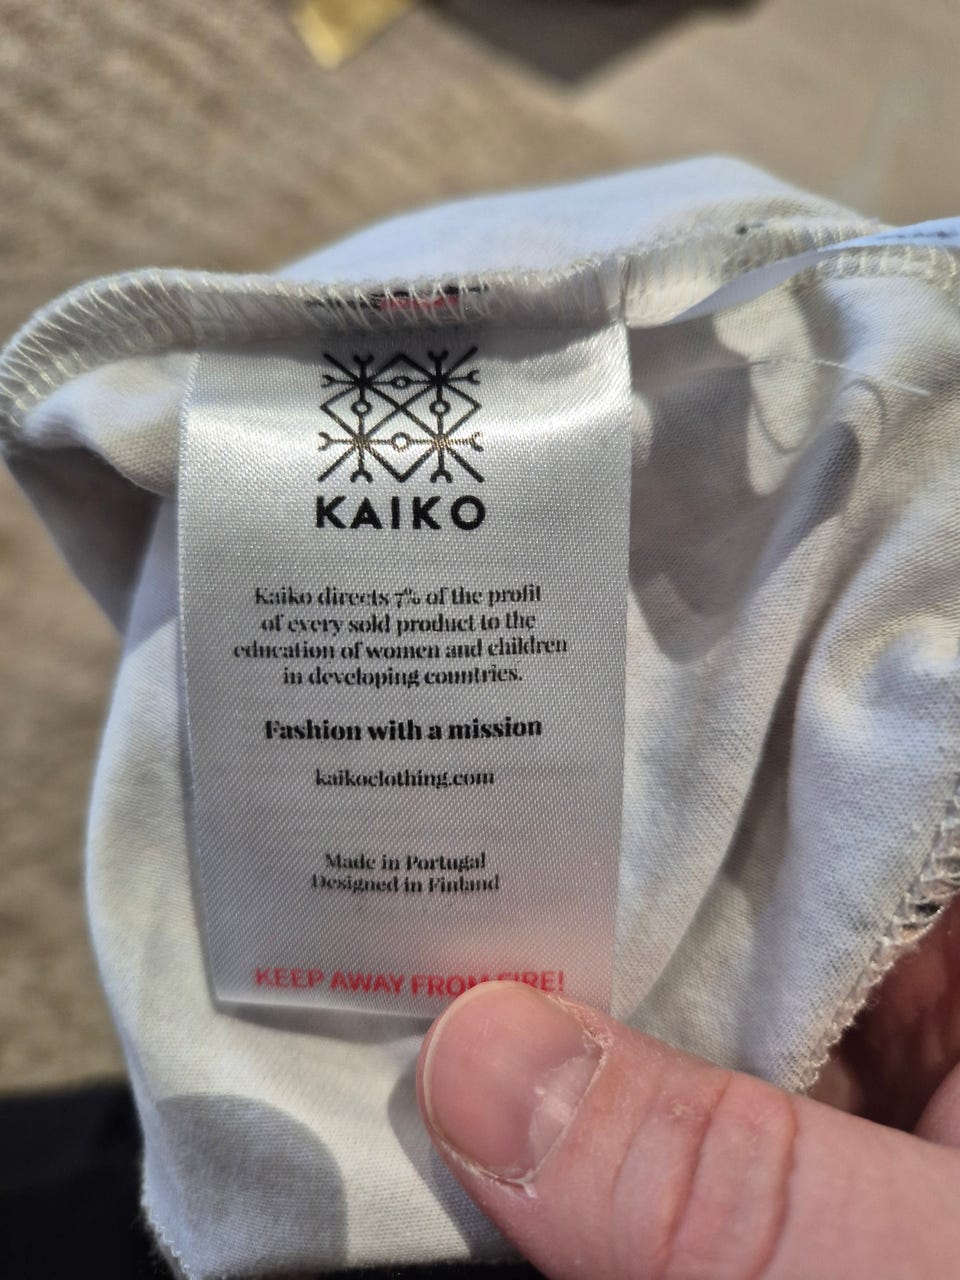 KAIKO
Kaiko directs 7% of the profit
of every sold product to the
education of women and children
in developing countries.
Fashion with a mission
kaikoclothing.com
Made in Portugal
Designed in Finland
KEEP AWAY FROM FIRE!